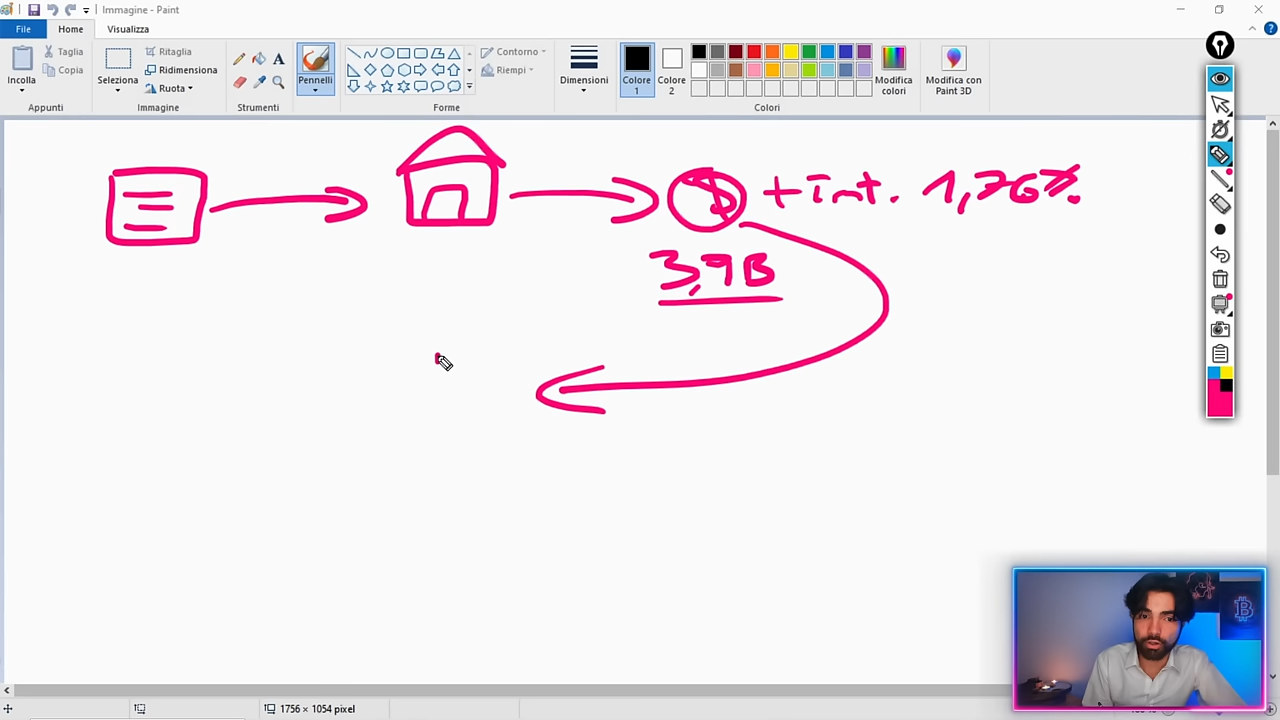 Immagine - Paint
File Home Visualizza
Incolla
Taglia
Copia
Appunti
Seleziona
Ritaglia
Ridimensiona
Ruota
Immagine
Strumenti
Pennelli
Contorno
Riempi
Forme
Dimensioni
Colore 1
Colore 2
Modifica colori
Colori
Modifica con Paint 3D
$ + int. 1,76%
3,9B
1756 × 1054 pixel